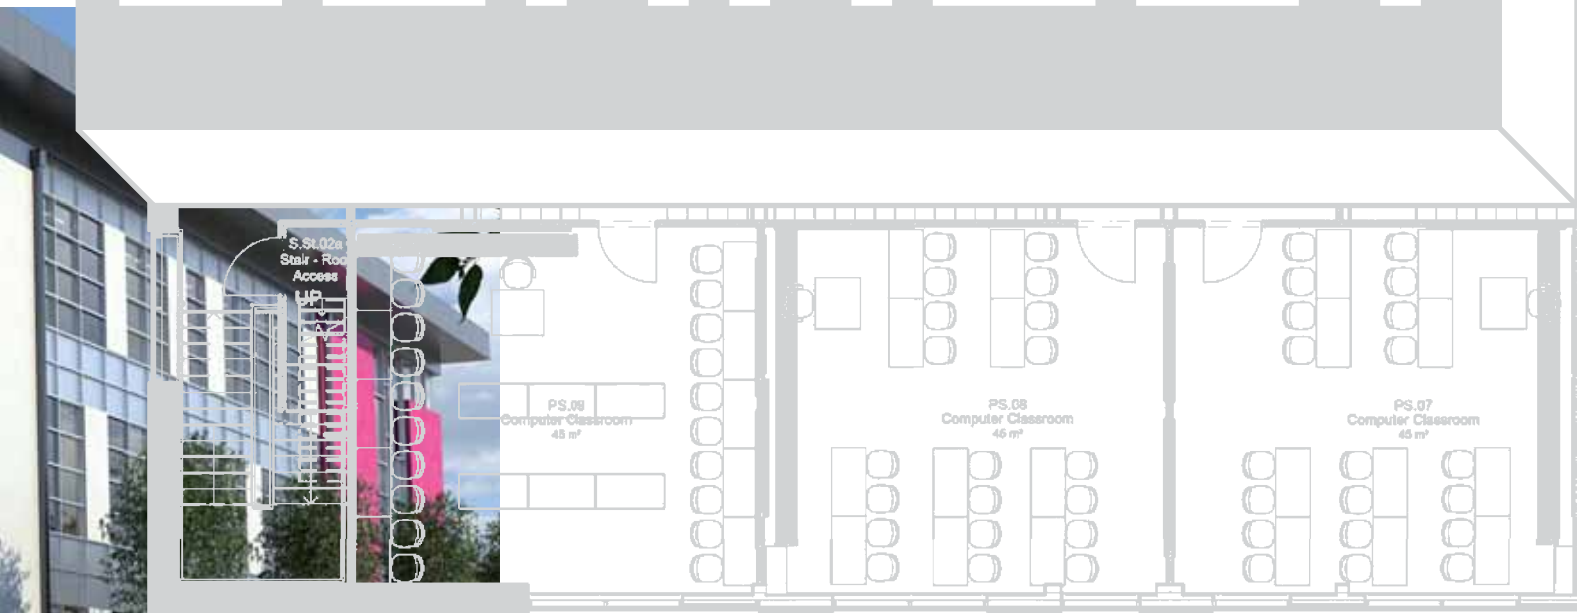 S.St.02a
Stair - Roo
Access
UP
PS.09
Computer Classroom
45 m²
PS.08
Computer Classroom
45 m²
PS.07
Computer Classroom
45 m²